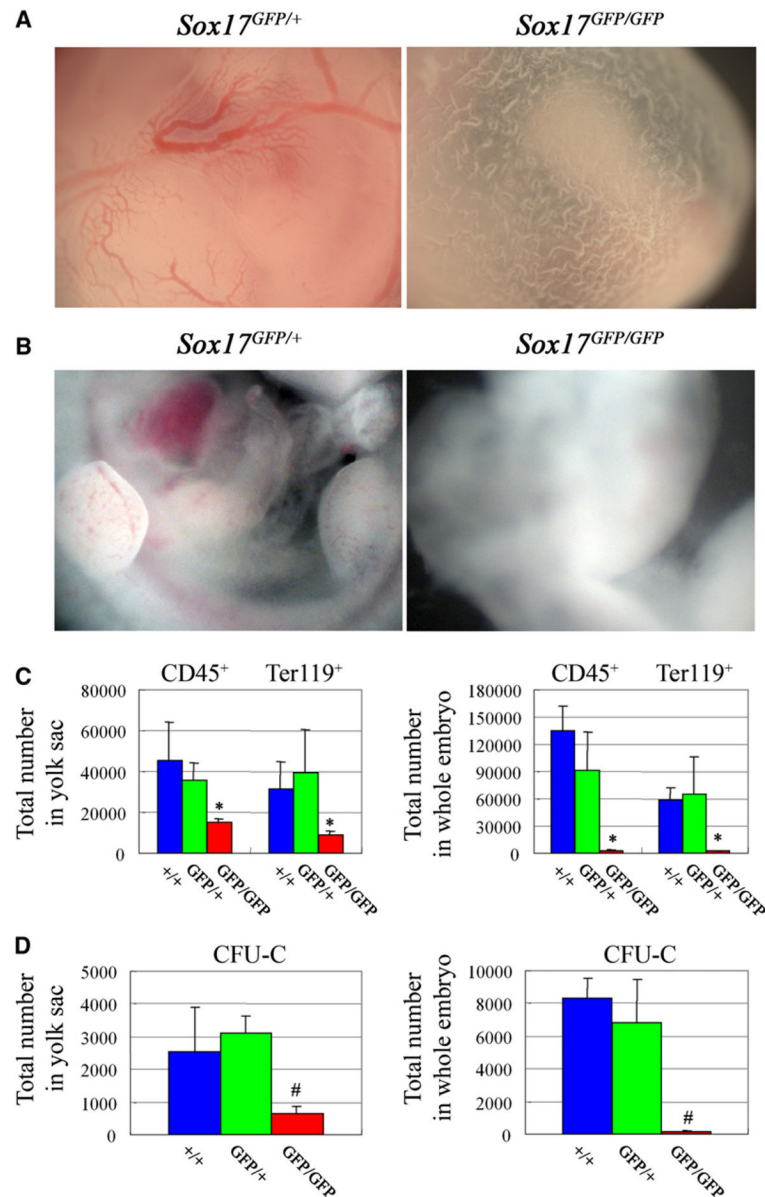 A
Sox17GFP/+
Sox17GFP/GFP
B
Sox17GFP/+
Sox17GFP/GFP
C
CD45+ Ter119+
Total number
in yolk sac
80000
60000
40000
20000
0
+/+
GFP/+
GFP/GFP
+/+
GFP/+
GFP/GFP
*
*
CD45+ Ter119+
Total number
in whole embryo
180000
150000
120000
90000
60000
30000
0
+/+
GFP/+
GFP/GFP
+/+
GFP/+
GFP/GFP
*
*
D
CFU-C
Total number
in yolk sac
5000
4000
3000
2000
1000
0
+/+
GFP/+
GFP/GFP
#
CFU-C
Total number
in whole embryo
10000
8000
6000
4000
2000
0
+/+
GFP/+
GFP/GFP
#